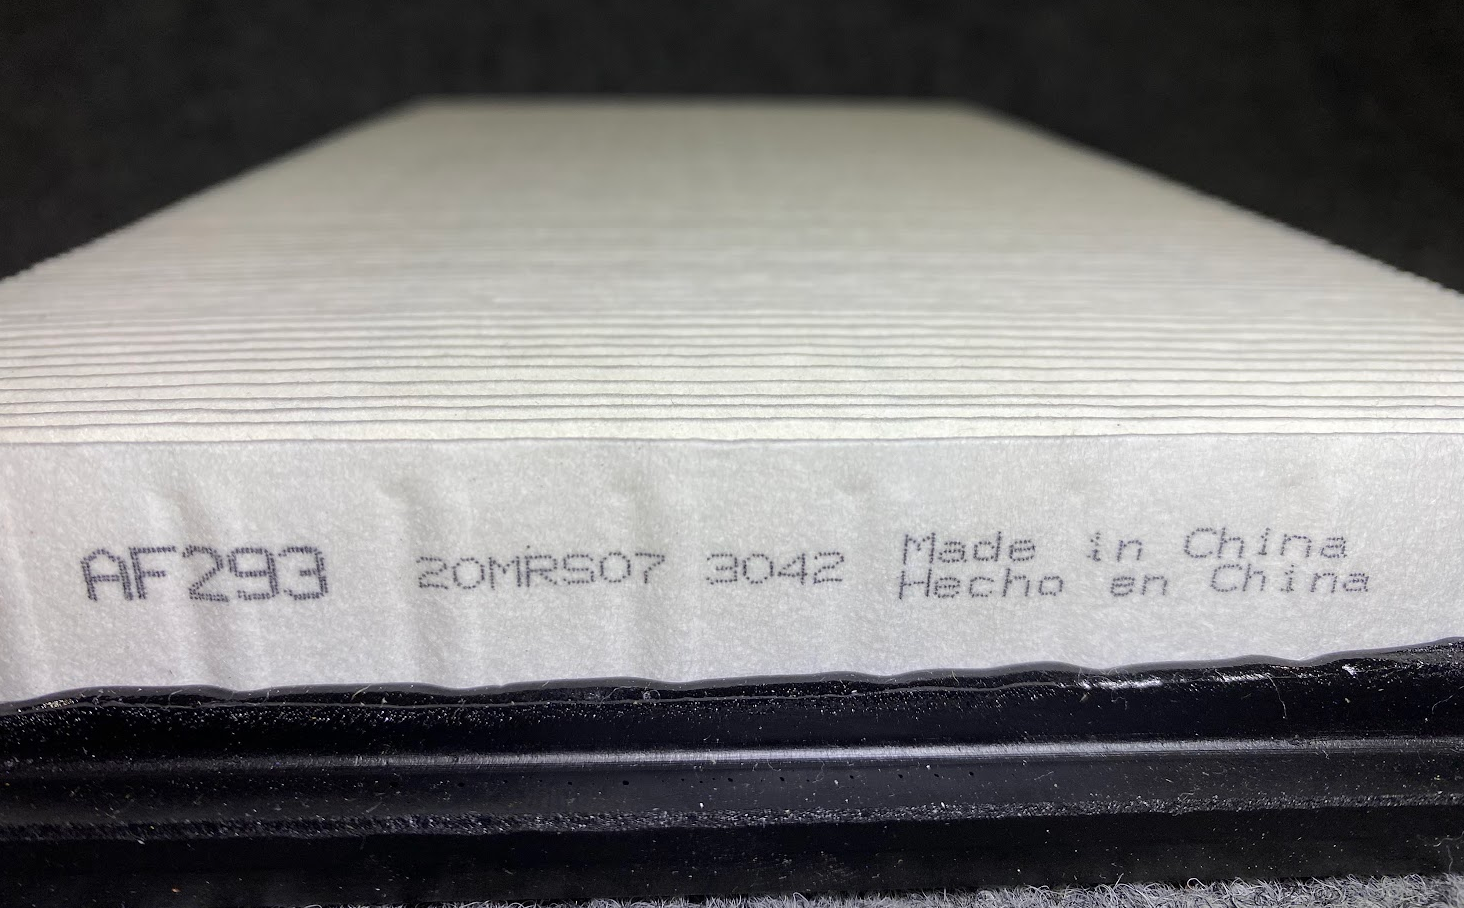 AF293 20MRS07 3042 Made in China
Hecho en China